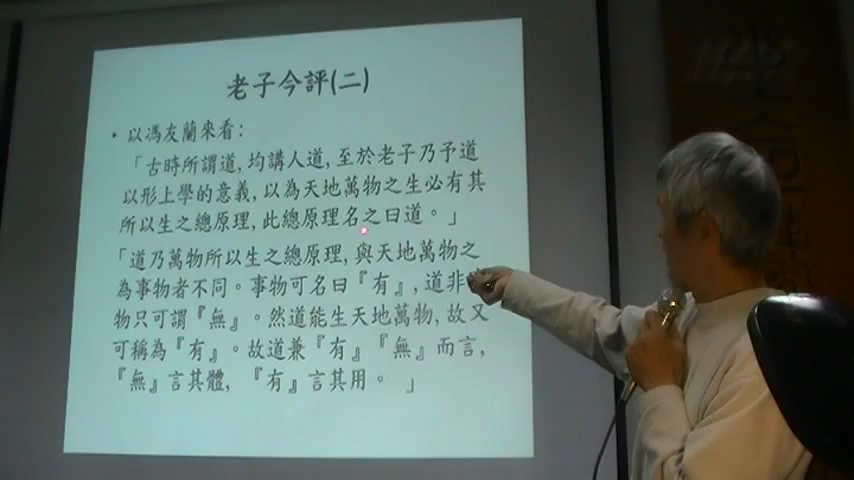 老子今評(二)
• 以馮友蘭來看:
「古時所謂道, 均講人道, 至於老子乃予道
以形上學的意義, 以為天地萬物之生必有其
所以生之總原理, 此總原理名之曰道。」
「道乃萬物所以生之總原理, 與天地萬物之
為事物者不同。事物可名曰『有』, 道非
物只可謂『無』。然道能生天地萬物, 故又
可稱為『有』。故道兼『有』『無』而言,
『無』言其體, 『有』言其用。 」